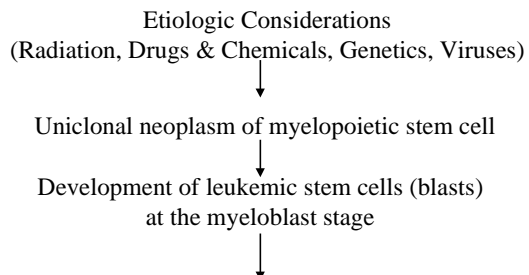 Etiologic Considerations
(Radiation, Drugs & Chemicals, Genetics, Viruses)
Uniclonal neoplasm of myelopoietic stem cell
Development of leukemic stem cells (blasts)
at the myeloblast stage